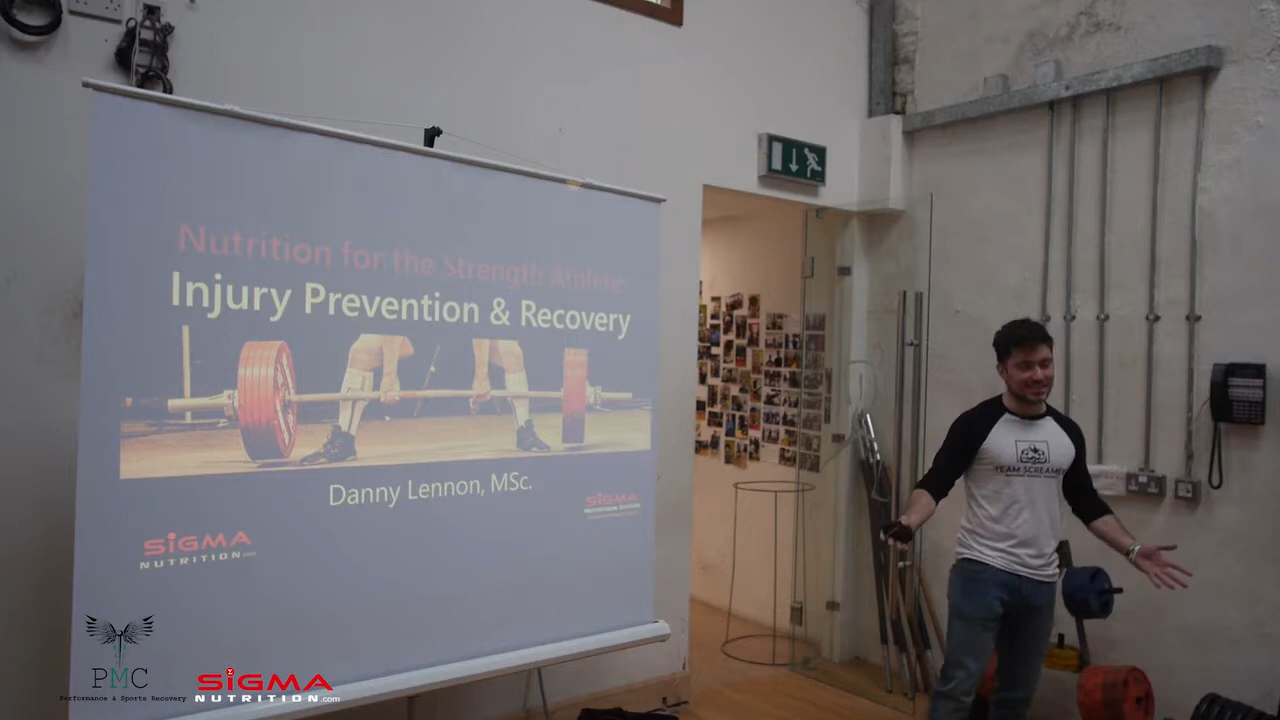 Nutrition for the Strength Athlete:
Injury Prevention & Recovery
Danny Lennon, MSc.
SIGMA
NUTRITION.com
SIGMA
TEAM SCREAMER
PMC
Performance & Sports Recovery
SIGMA
NUTRITION.com